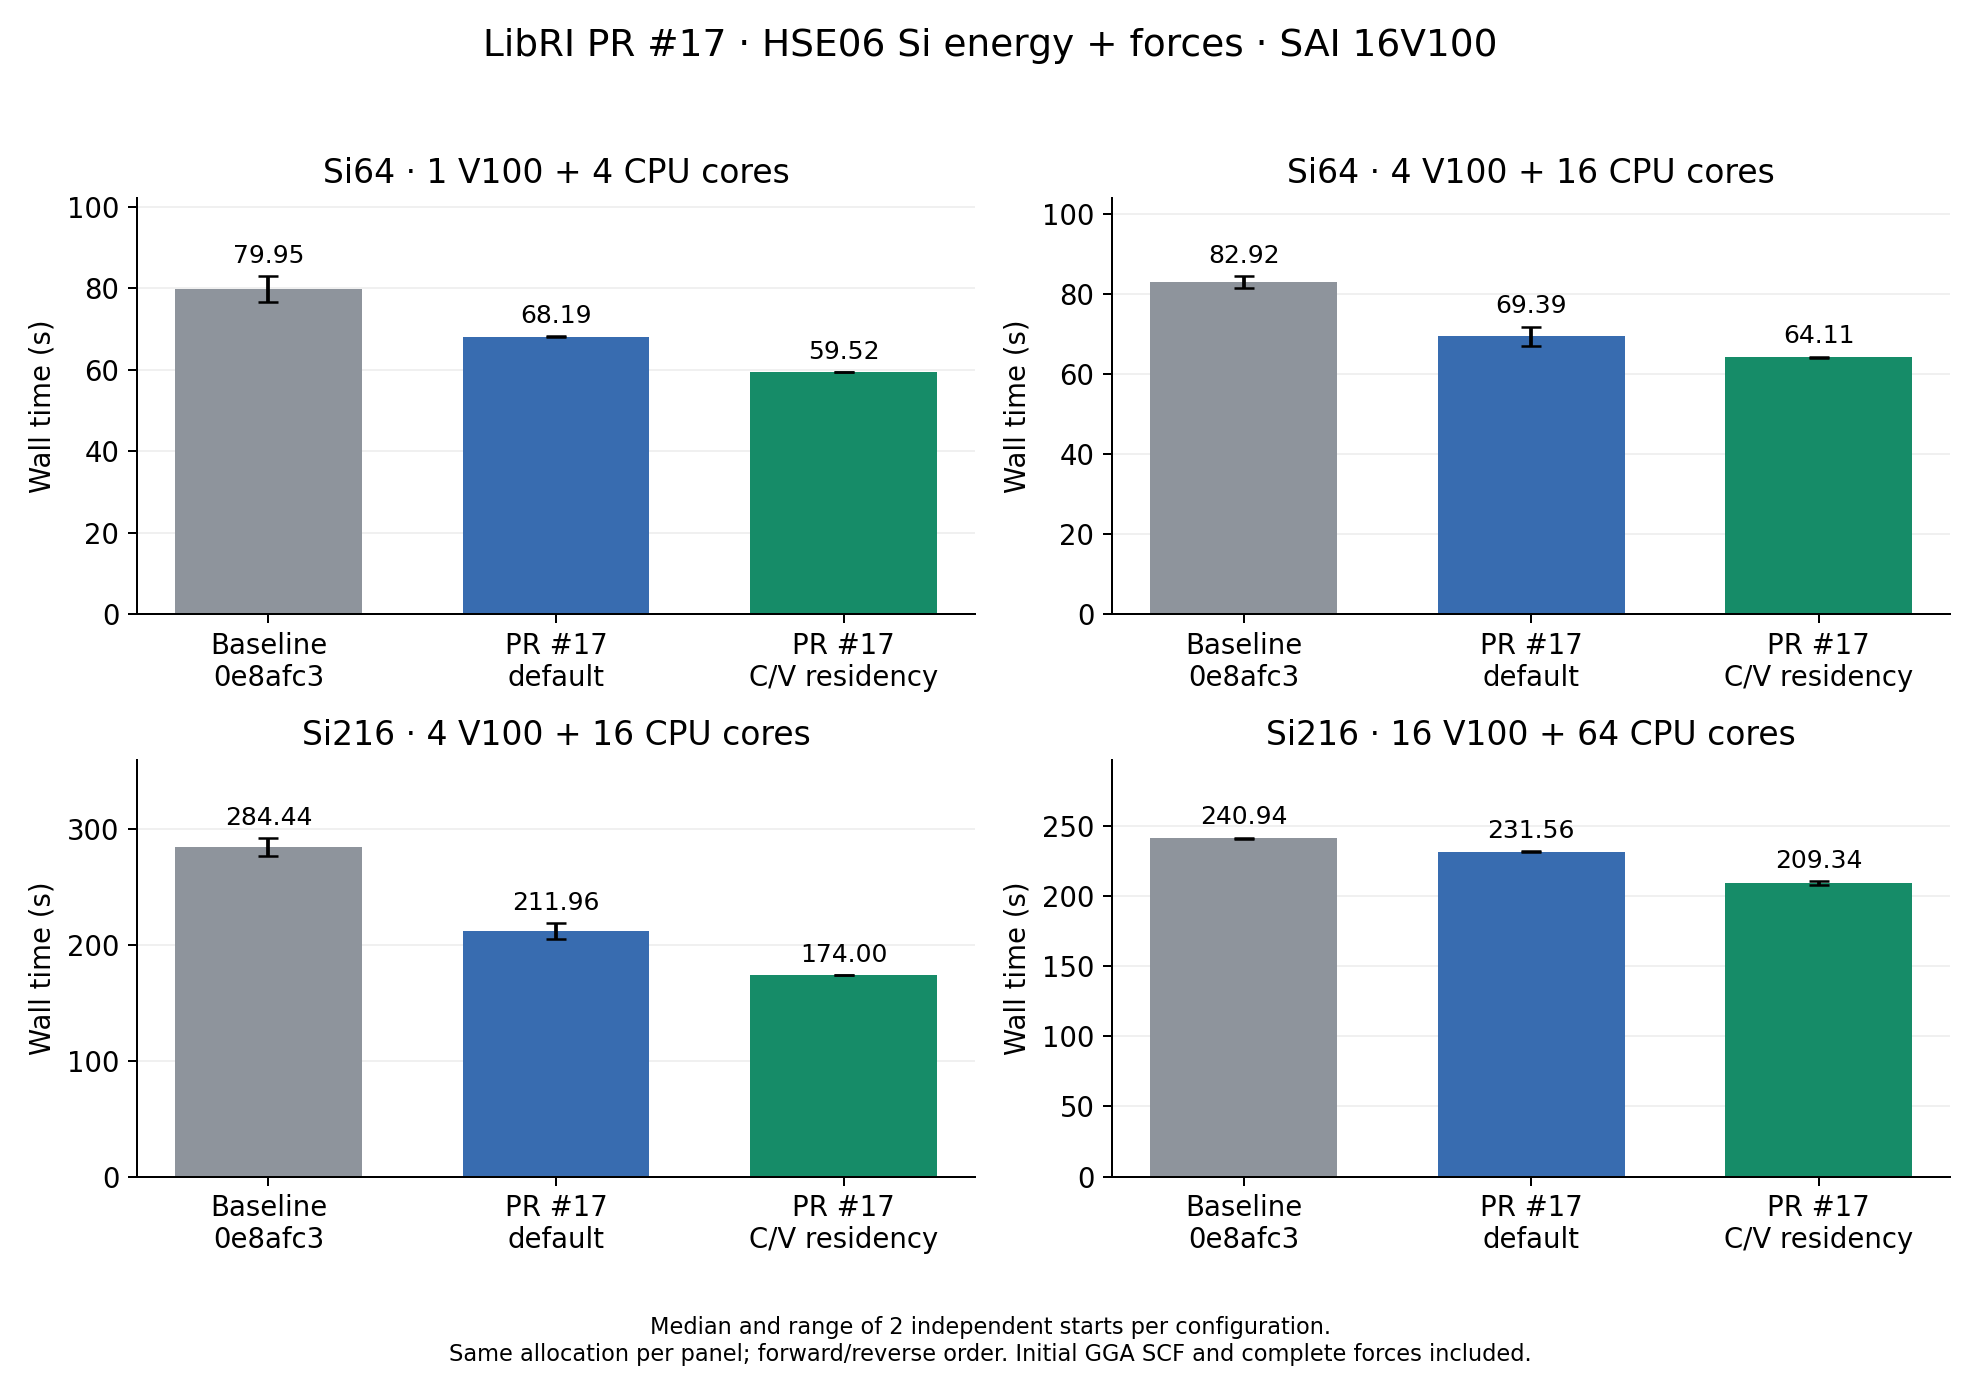 LibRI PR #17 · HSE06 Si energy + forces · SAI 16V100
Si64 · 1 V100 + 4 CPU cores
Wall time (s)
100
80
60
40
20
0
79.95
68.19
59.52
Baseline
0e8afc3
PR #17
default
PR #17
C/V residency
Si64 · 4 V100 + 16 CPU cores
Wall time (s)
100
80
60
40
20
0
82.92
69.39
64.11
Baseline
0e8afc3
PR #17
default
PR #17
C/V residency
Si216 · 4 V100 + 16 CPU cores
Wall time (s)
300
200
100
0
284.44
211.96
174.00
Baseline
0e8afc3
PR #17
default
PR #17
C/V residency
Si216 · 16 V100 + 64 CPU cores
Wall time (s)
250
200
150
100
50
0
240.94
231.56
209.34
Baseline
0e8afc3
PR #17
default
PR #17
C/V residency
Median and range of 2 independent starts per configuration.
Same allocation per panel; forward/reverse order. Initial GGA SCF and complete forces included.